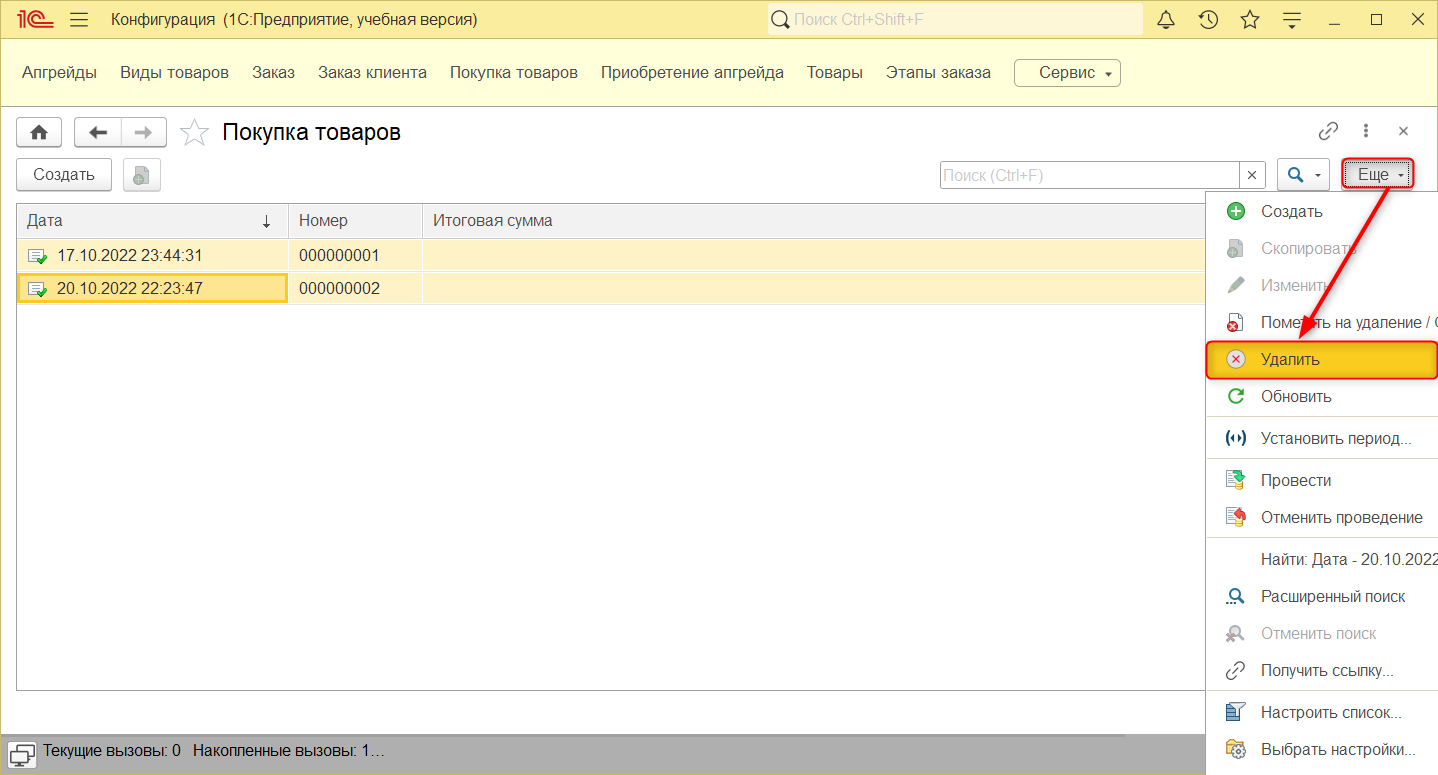 1С Конфигурация (1С:Предприятие, учебная версия) Поиск Ctrl+Shift+F
Апгрейды Виды товаров Заказ Заказ клиента Покупка товаров Приобретение апгрейда Товары Этапы заказа Сервис
Покупка товаров
Создать Поиск (Ctrl+F) Еще
Дата Номер Итоговая сумма
17.10.2022 23:44:31 000000001
20.10.2022 22:23:47 000000002
Создать
Скопировать
Изменить
Пометить на удаление /
Удалить
Обновить
Установить период...
Провести
Отменить проведение
Найти: Дата - 20.10.2022
Расширенный поиск
Отменить поиск
Получить ссылку...
Настроить список...
Выбрать настройки...
Текущие вызовы: 0 Накопленные вызовы: 1...